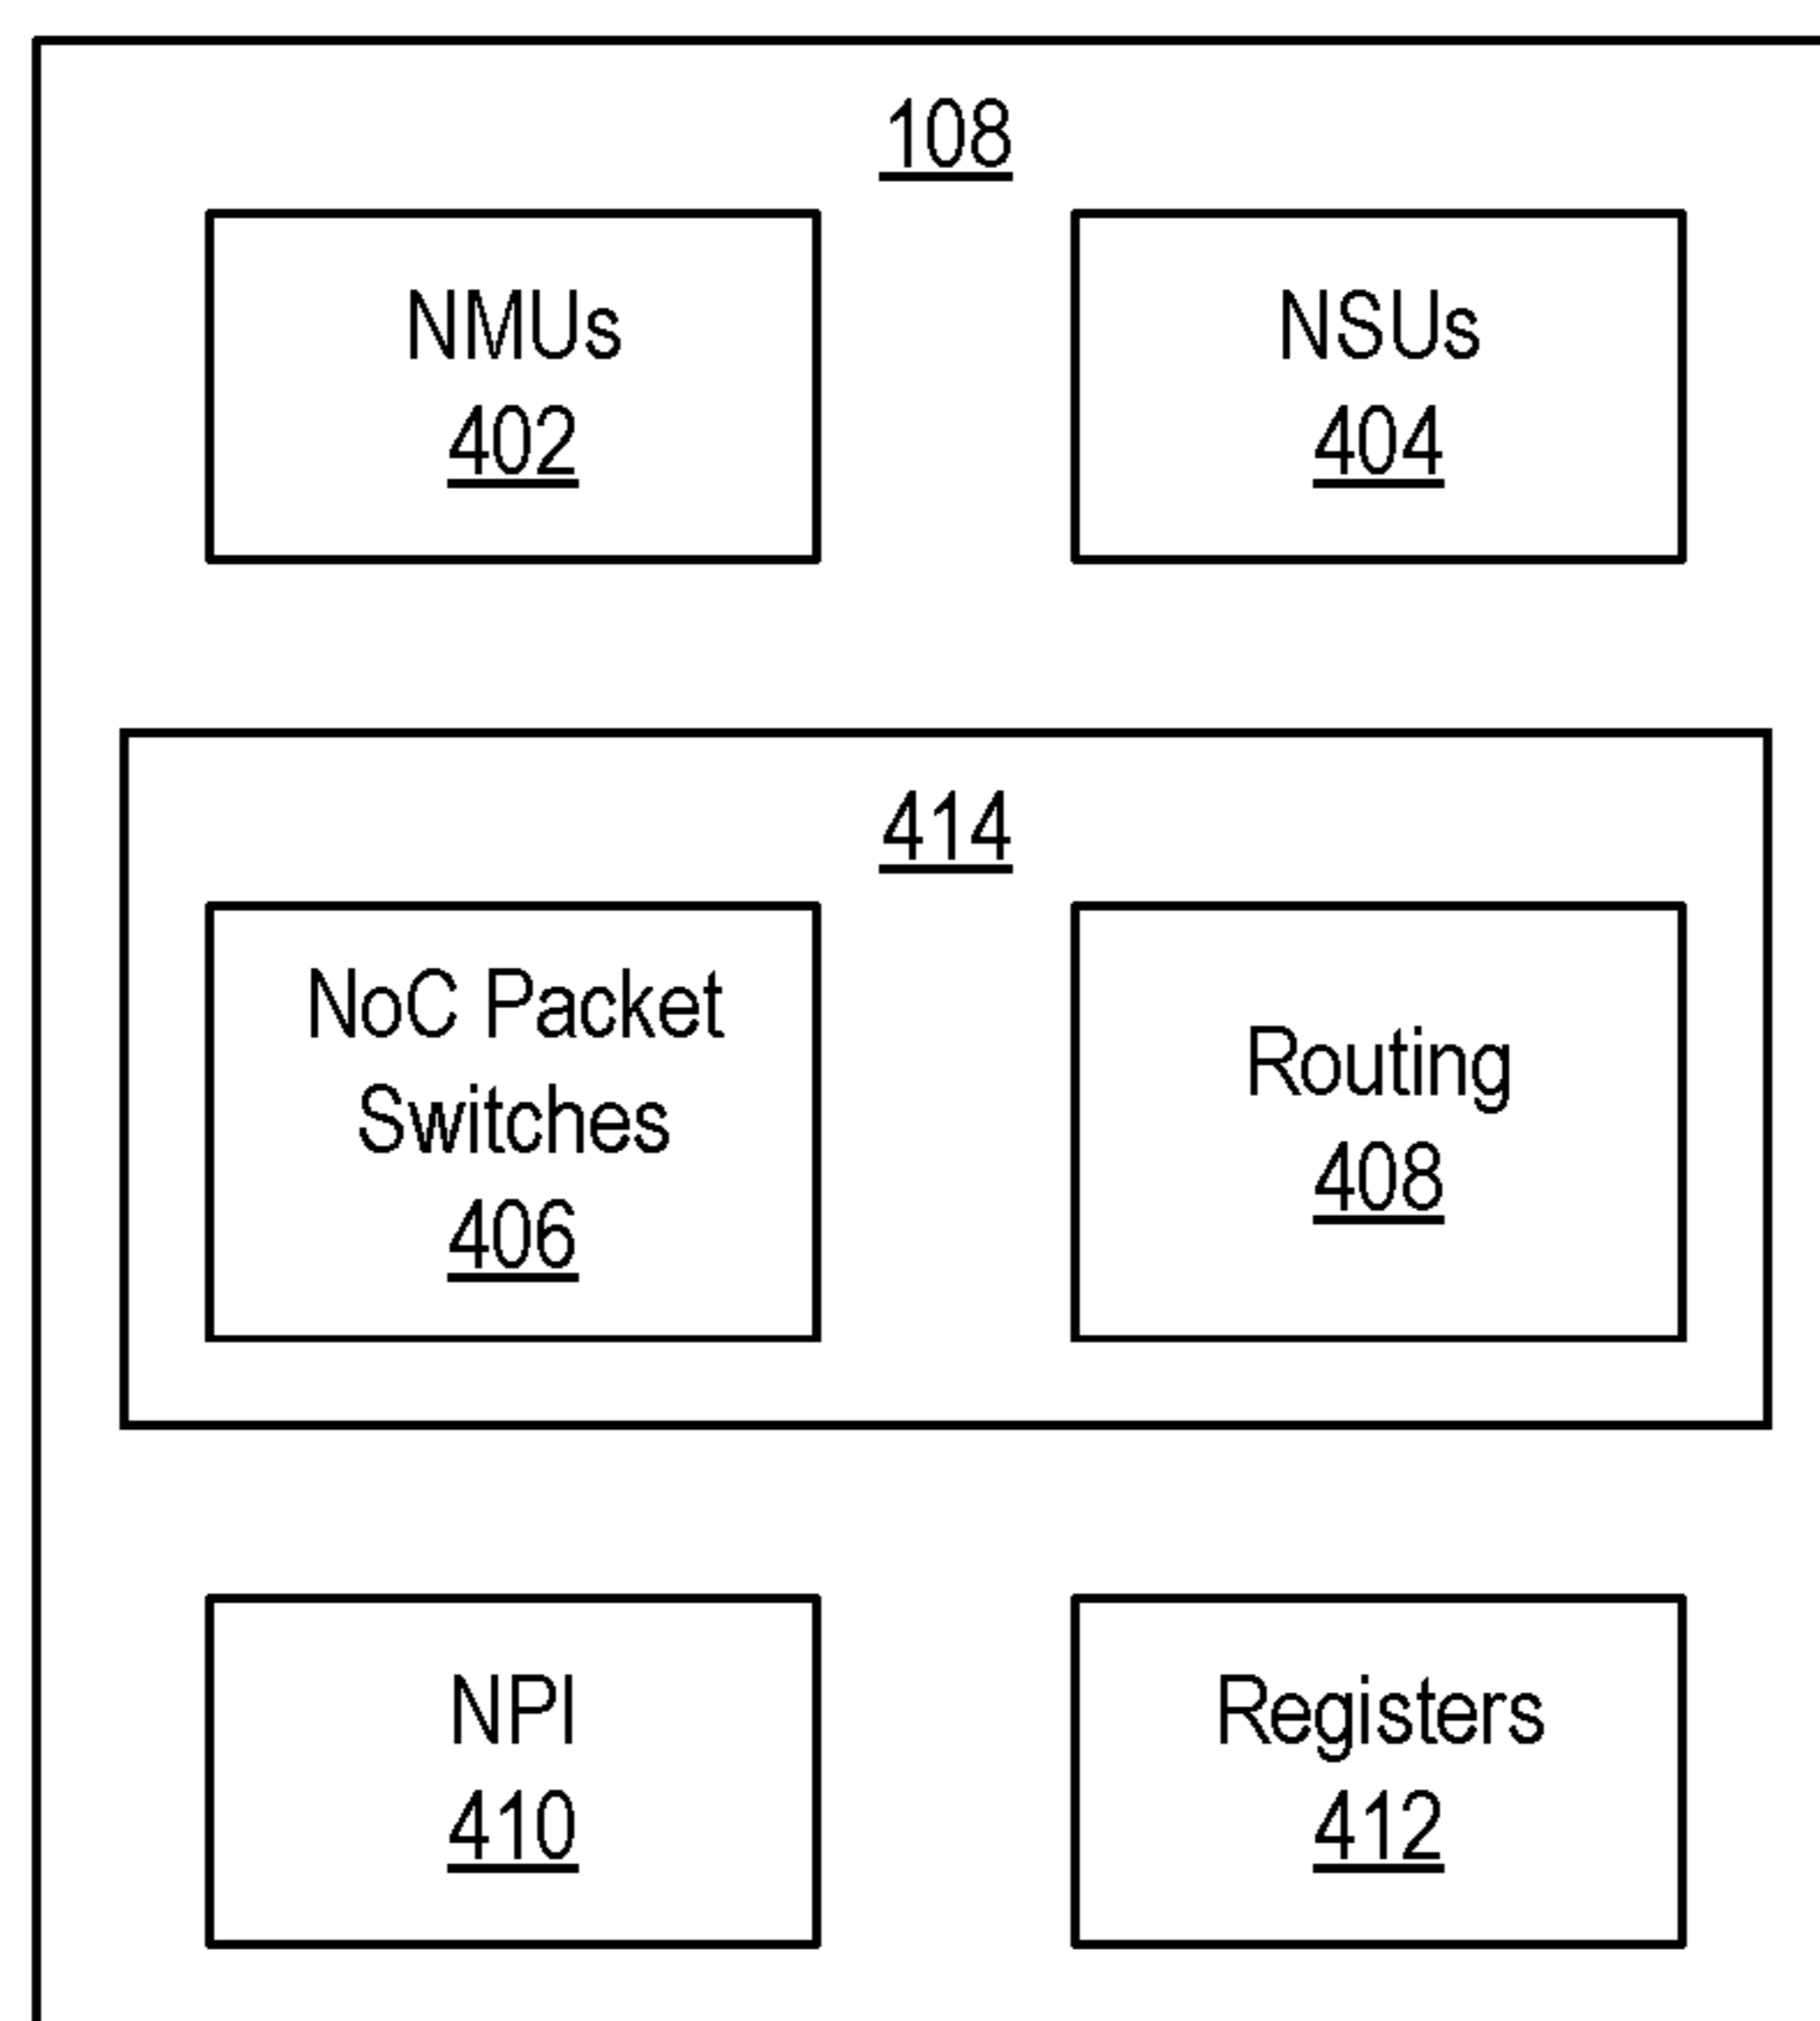 108
NMUs
402
NSUs
404
414
NoC Packet
Switches
406
Routing
408
NPI
410
Registers
412